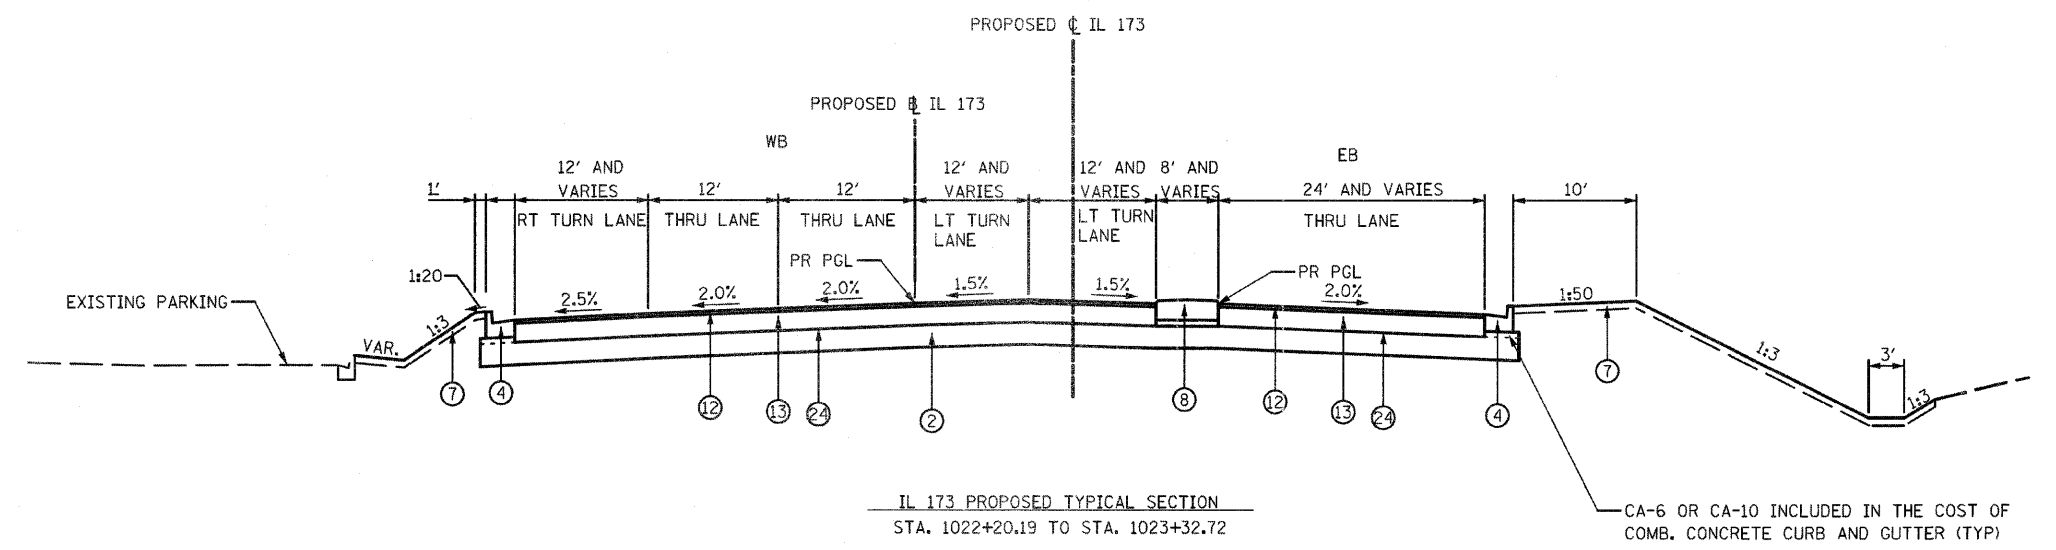 PROPOSED ℄ IL 173
PROPOSED B IL 173
WB
EB
12' AND VARIES
12'
12'
12' AND VARIES
12' AND VARIES
8' AND VARIES
24' AND VARIES
10'
1'
RT TURN LANE
THRU LANE
THRU LANE
LT TURN LANE
LT TURN LANE
THRU LANE
PR PGL
PR PGL
1:20
EXISTING PARKING
2.5%
2.0%
2.0%
1.5%
1.5%
2.0%
1:50
VAR.
1:3
1:3
3'
1:3
7
4
12
13
24
2
8
12
13
24
4
7
IL 173 PROPOSED TYPICAL SECTION
STA. 1022+20.19 TO STA. 1023+32.72
CA-6 OR CA-10 INCLUDED IN THE COST OF
COMB. CONCRETE CURB AND GUTTER (TYP)